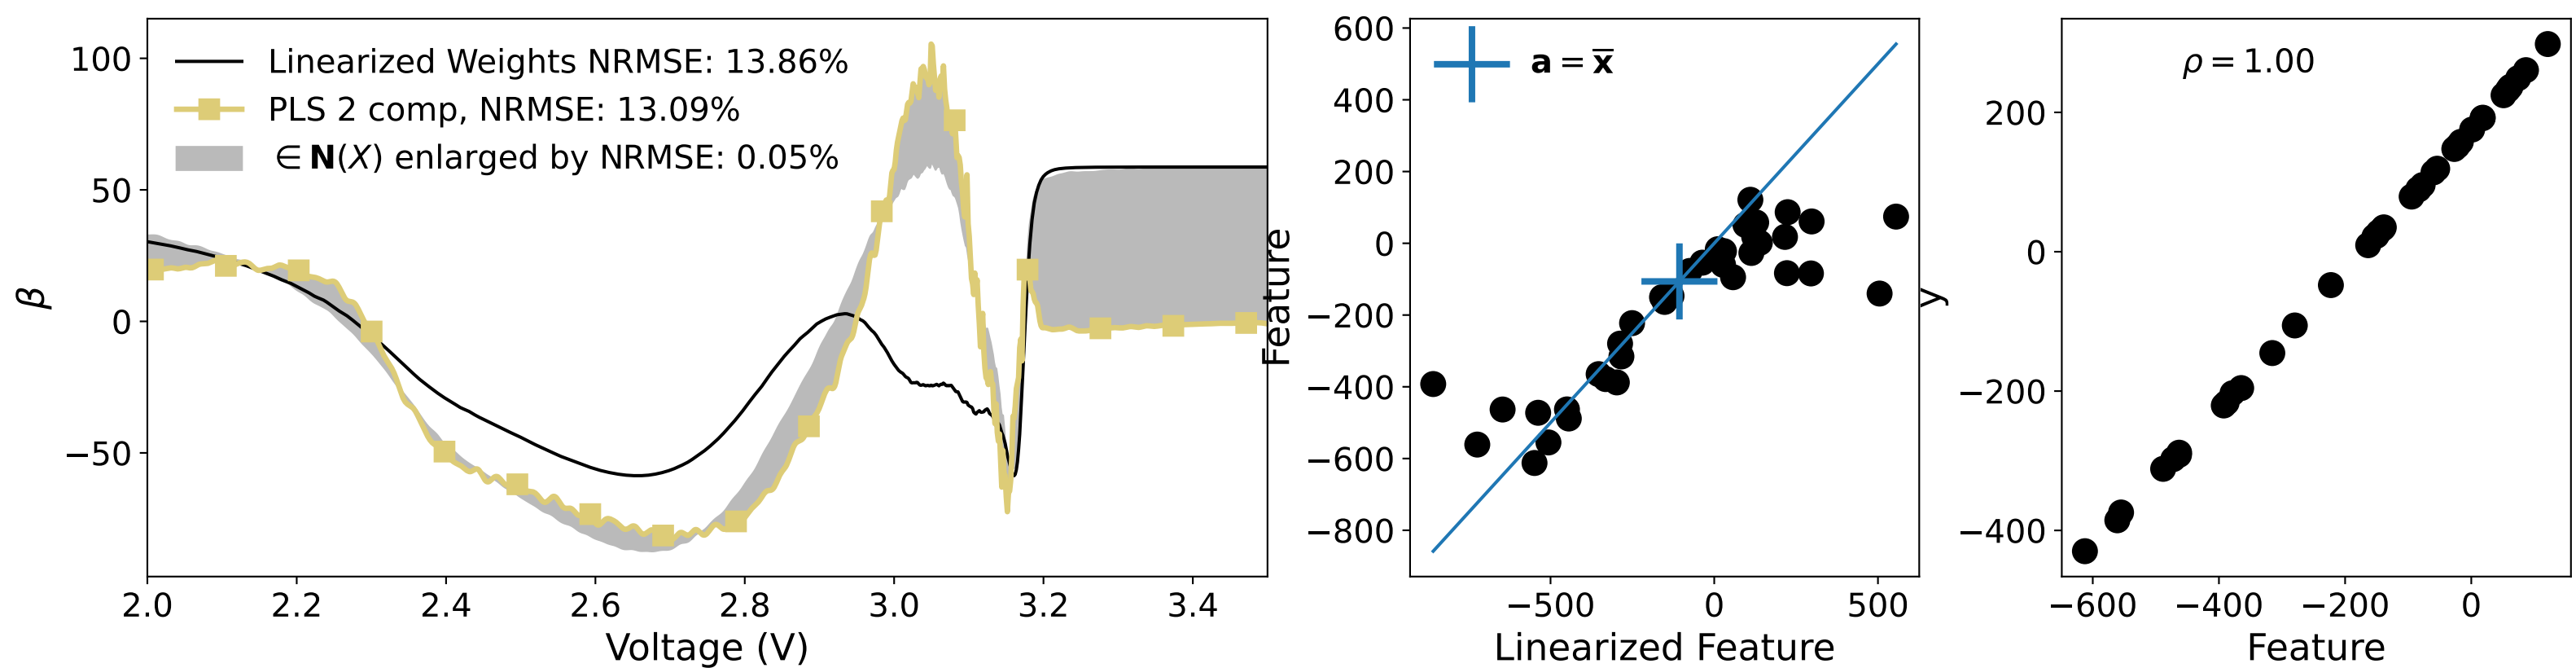 100
50
0
−50
β
Linearized Weights NRMSE: 13.86%
PLS 2 comp, NRMSE: 13.09%
∈ N(X) enlarged by NRMSE: 0.05%
2.0 2.2 2.4 2.6 2.8 3.0 3.2 3.4
Voltage (V)
600
400
200
0
−200
−400
−600
−800
Feature
a = x̅
−500 0 500
Linearized Feature
200
0
−200
−400
y
ρ = 1.00
−600 −400 −200 0
Feature